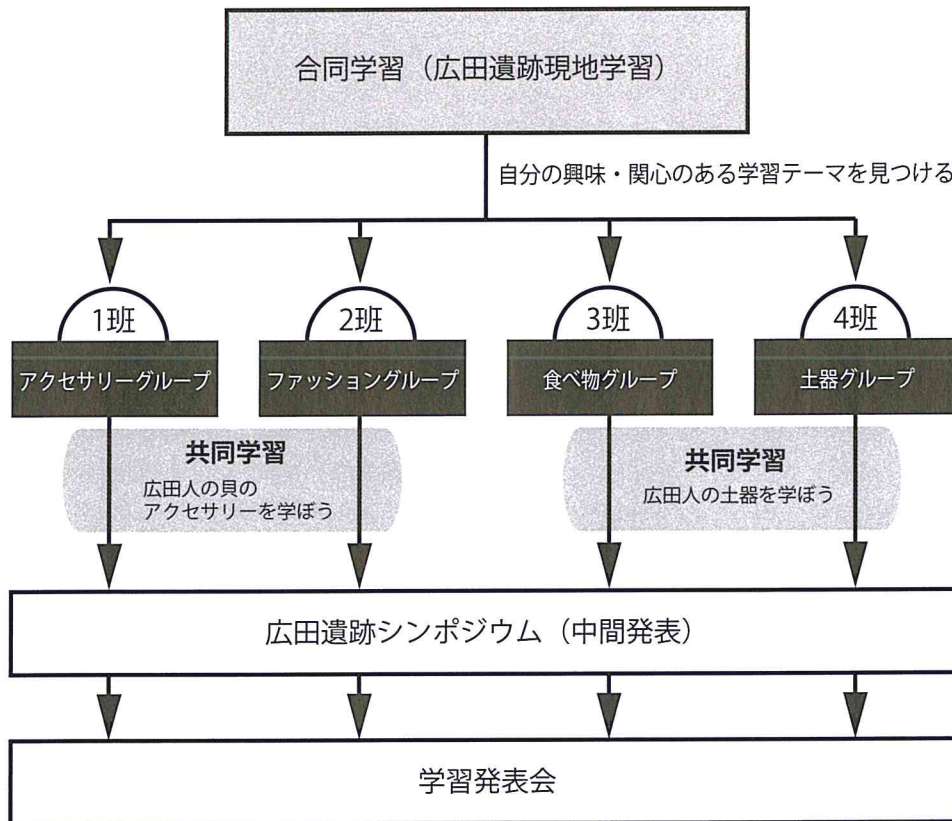 合同学習（広田遺跡現地学習）
自分の興味・関心のある学習テーマを見つける
1班
2班
3班
4班
アクセサリーグループ
ファッショングループ
食べ物グループ
土器グループ
共同学習
広田人の貝の
アクセサリーを学ぼう
共同学習
広田人の土器を学ぼう
広田遺跡シンポジウム（中間発表）
学習発表会